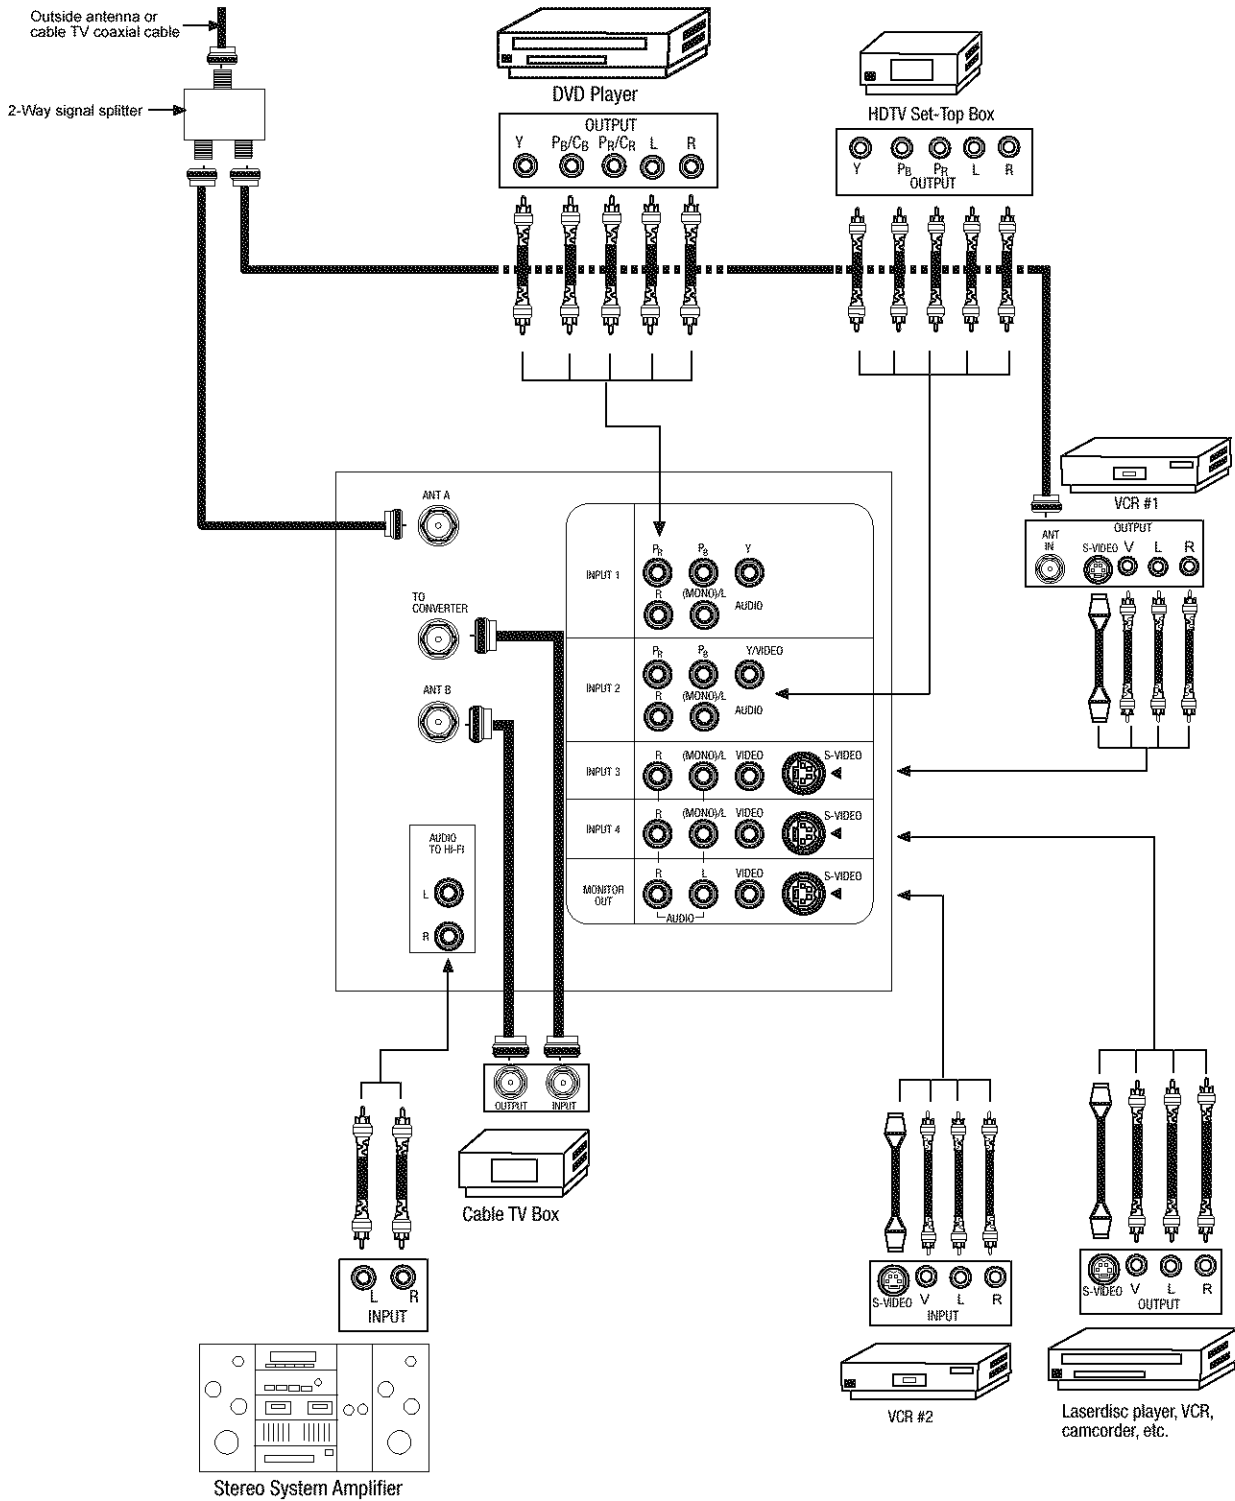 Outside antenna or
cable TV coaxial cable
2-Way signal splitter
DVD Player
OUTPUT
Y PB/CB PR/CR L R
HDTV Set-Top Box
Y PB PR L R
OUTPUT
VCR #1
OUTPUT
ANT
IN
S-VIDEO V L R
ANT A
TO
CONVERTER
ANT B
INPUT 1
PR PB Y
R (MONO)/L AUDIO
INPUT 2
PR PB Y/VIDEO
R (MONO)/L AUDIO
INPUT 3
R (MONO)/L VIDEO S-VIDEO
INPUT 4
R (MONO)/L VIDEO S-VIDEO
MONITOR
OUT
R L VIDEO S-VIDEO
AUDIO
AUDIO
TO HI-FI
L
R
OUTPUT INPUT
Cable TV Box
L R
INPUT
Stereo System Amplifier
S-VIDEO V L R
INPUT
VCR #2
S-VIDEO V L R
OUTPUT
Laserdisc player, VCR,
camcorder, etc.